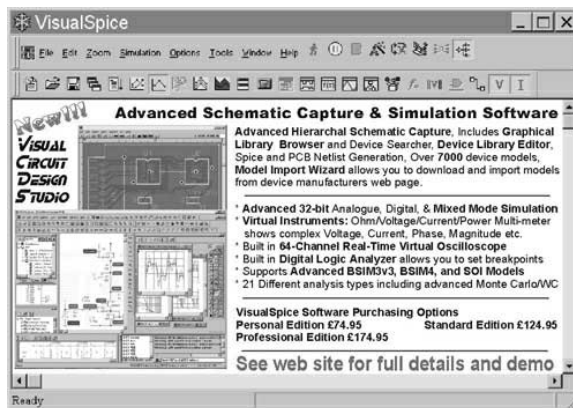 VisualSpice
File Edit Zoom Simulation Options Tools Window Help
New!!!
VISUAL
CIRCUIT
DESIGN
STUDIO
Advanced Schematic Capture & Simulation Software
Advanced Hierarchal Schematic Capture, Includes Graphical
Library Browser and Device Searcher, Device Library Editor,
Spice and PCB Netlist Generation, Over 7000 device models,
Model Import Wizard allows you to download and import models
from device manufacturers web page.
* Advanced 32-bit Analogue, Digital, & Mixed Mode Simulation
* Virtual Instruments: Ohm/Voltage/Current/Power Multi-meter
shows complex Voltage, Current, Phase, Magnitude etc.
* Built in 64-Channel Real-Time Virtual Oscilloscope
* Built in Digital Logic Analyzer allows you to set breakpoints
* Supports Advanced BSIM3v3, BSIM4, and SOI Models
* 21 Different analysis types including advanced Monte Carlo/WC
VisualSpice Software Purchasing Options
Personal Edition £74.95 Standard Edition £124.95
Professional Edition £174.95
See web site for full details and demo
Ready